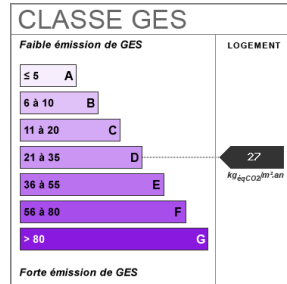 CLASSE GES
Faible émission de GES
LOGEMENT
≤ 5 A
6 à 10 B
11 à 20 C
21 à 35 D
27
36 à 55 E
kgéqCO2/m².an
56 à 80 F
> 80 G
Forte émission de GES